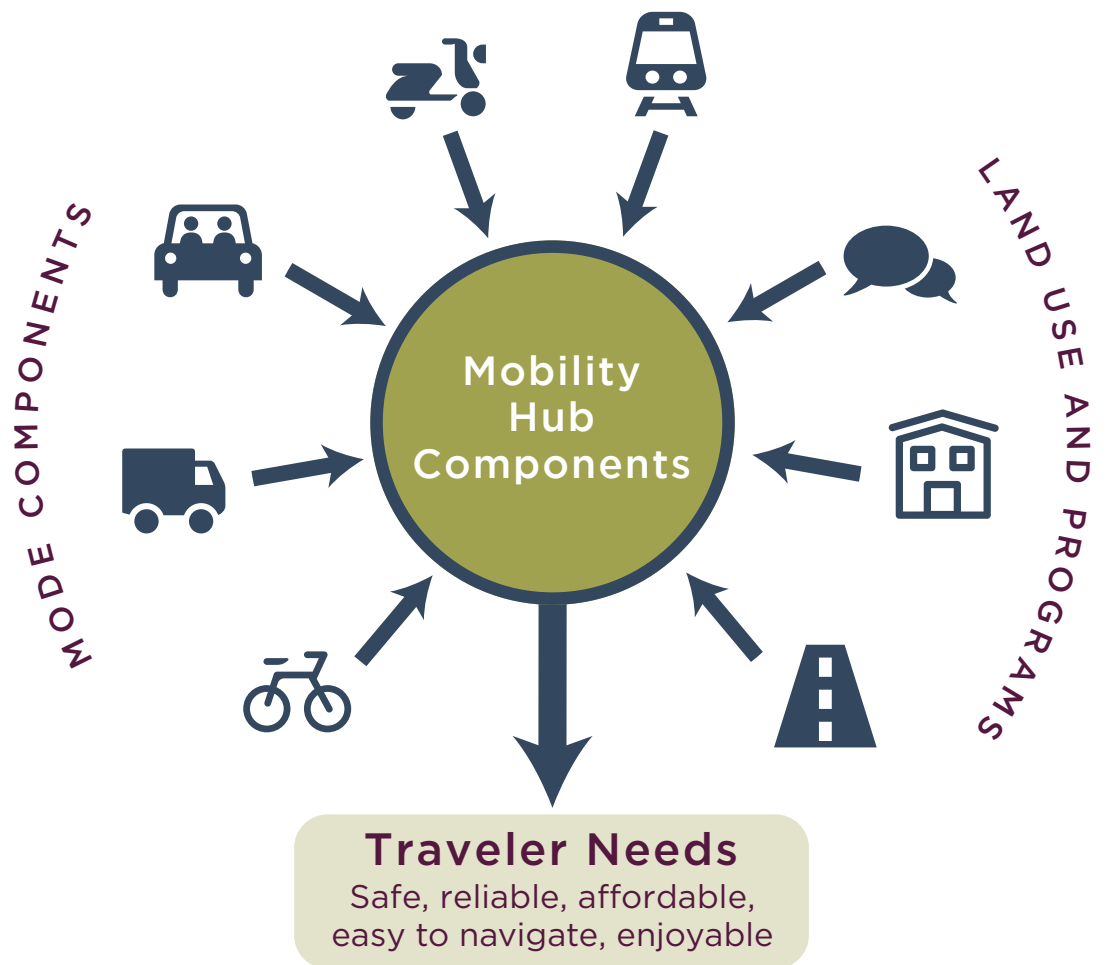 MODE COMPONENTS
LAND USE AND PROGRAMS
Mobility
Hub
Components
Traveler Needs
Safe, reliable, affordable,
easy to navigate, enjoyable